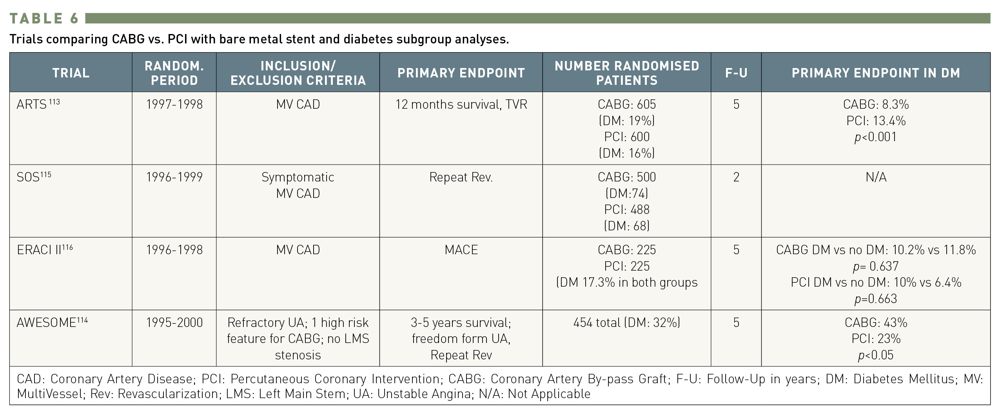 TABLE 6
Trials comparing CABG vs. PCI with bare metal stent and diabetes subgroup analyses.
TRIAL
RANDOM.
PERIOD
INCLUSION/
EXCLUSION CRITERIA
PRIMARY ENDPOINT
NUMBER RANDOMISED
PATIENTS
F-U
PRIMARY ENDPOINT IN DM
ARTS113
1997-1998
MV CAD
12 months survival, TVR
CABG: 605
(DM: 19%)
PCI: 600
(DM: 16%)
5
CABG: 8.3%
PCI: 13.4%
p<0.001
SOS115
1996-1999
Symptomatic
MV CAD
Repeat Rev.
CABG: 500
(DM:74)
PCI: 488
(DM: 68)
2
N/A
ERACI II116
1996-1998
MV CAD
MACE
CABG: 225
PCI: 225
(DM 17.3% in both groups
5
CABG DM vs no DM: 10.2% vs 11.8%
p= 0.637
PCI DM vs no DM: 10% vs 6.4%
p=0.663
AWESOME114
1995-2000
Refractory UA; 1 high risk
feature for CABG; no LMS
stenosis
3-5 years survival;
freedom form UA,
Repeat Rev
454 total (DM: 32%)
5
CABG: 43%
PCI: 23%
p<0.05
CAD: Coronary Artery Disease; PCI: Percutaneous Coronary Intervention; CABG: Coronary Artery By-pass Graft; F-U: Follow-Up in years; DM: Diabetes Mellitus; MV:
MultiVessel; Rev: Revascularization; LMS: Left Main Stem; UA: Unstable Angina; N/A: Not Applicable